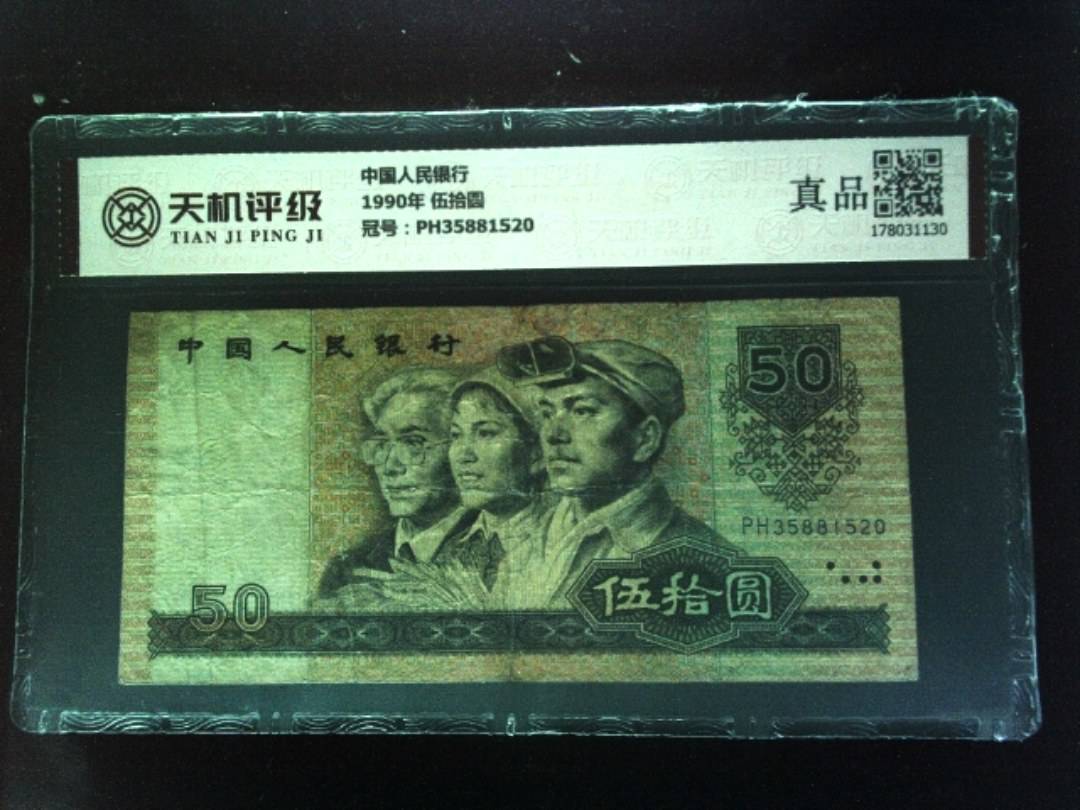 天机评级
TIAN JI PING JI
中国人民银行
1990年 伍拾圆
冠号：PH35881520
真品
178031130
中国人民银行
50
PH35881520
伍拾圆
50